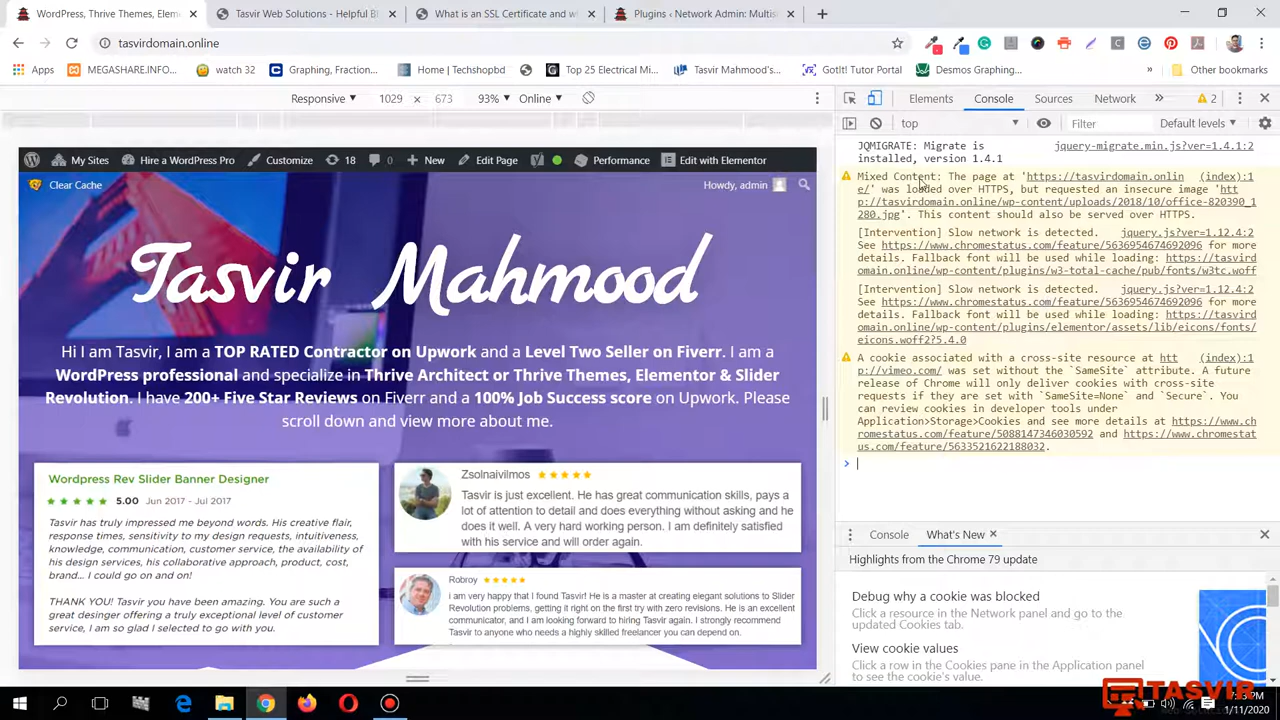 WordPress, Thrive Themes, Elem
Tasvir Web Solutions - Helpful Bl
What is an SSL Certificate and w
Plugins ‹ Network Admin: Multis
tasvirdomain.online
Apps
MEGASHARE.INFO...
watch 32
Graphing, Fraction...
Home | Techshopbd
Top 25 Electrical Mi...
Tasvir Mahmood's...
GotIt! Tutor Portal
Desmos Graphing...
»
Other bookmarks
Responsive ▾ 1029 × 673 93% ▾ Online ▾
Elements Console Sources Network » 2
top Filter Default levels ▾
My Sites Hire a WordPress Pro Customize 18 0 New Edit Page Performance Edit with Elementor
Clear Cache Howdy, admin
Tasvir Mahmood
Hi I am Tasvir, I am a TOP RATED Contractor on Upwork and a Level Two Seller on Fiverr. I am a
WordPress professional and specialize in Thrive Architect or Thrive Themes, Elementor & Slider
Revolution. I have 200+ Five Star Reviews on Fiverr and a 100% Job Success score on Upwork. Please
scroll down and view more about me.
Wordpress Rev Slider Banner Designer
5.00 Jun 2017 - Jul 2017
Tasvir has truly impressed me beyond words. His creative flair,
response times, sensitivity to my design requests, intuitiveness,
knowledge, communication, customer service, the availability of
his design services, his collaborative approach, product, cost,
brand... I could go on and on!
THANK YOU! Tasvir you have been amazing. You are such a
great desinger offering a truly exceptional level of customer
service, I am so glad I selected to go with you.
Zsolnaivilmos
Tasvir is just excellent. He has great communication skills, pays a
lot of attention to detail and does everything without asking and he
does it well. A very hard working person. I am definitely satisfied
with his service and will order again.
Robroy
i am very happy that I found Tasvir! He is a master at creating elegant solutions to Slider
Revolution problems, getting it right on the first try with zero revisions. He is an excellent
communicator, and I am looking forward to hiring Tasvir again. I strongly recommend
Tasvir to anyone who needs a highly skilled freelancer you can depend on.
JQMIGRATE: Migrate is jquery-migrate.min.js?ver=1.4.1:2
installed, version 1.4.1
Mixed Content: The page at 'https://tasvirdomain.onlin (index):1
e/' was loaded over HTTPS, but requested an insecure image 'htt
p://tasvirdomain.online/wp-content/uploads/2018/10/office-820390_1
280.jpg'. This content should also be served over HTTPS.
[Intervention] Slow network is detected. jquery.js?ver=1.12.4:2
See https://www.chromestatus.com/feature/5636954674692096 for more
details. Fallback font will be used while loading: https://tasvird
omain.online/wp-content/plugins/w3-total-cache/pub/fonts/w3tc.woff
[Intervention] Slow network is detected. jquery.js?ver=1.12.4:2
See https://www.chromestatus.com/feature/5636954674692096 for more
details. Fallback font will be used while loading: https://tasvir
domain.online/wp-content/plugins/elementor/assets/lib/eicons/fonts/
eicons.woff2?5.4.0
A cookie associated with a cross-site resource at htt (index):1
p://vimeo.com/ was set without the `SameSite` attribute. A future
release of Chrome will only deliver cookies with cross-site
requests if they are set with `SameSite=None` and `Secure`. You
can review cookies in developer tools under
Application>Storage>Cookies and see more details at https://www.ch
romestatus.com/feature/5088147346030592 and https://www.chromestat
us.com/feature/5633521622188032.
Console What's New
Highlights from the Chrome 79 update
Debug why a cookie was blocked
Click a resource in the Network panel and go to the
updated Cookies tab.
View cookie values
Click a row in the Cookies pane in the Application panel
to see the cookie's value.
TASVIR
1/11/2020